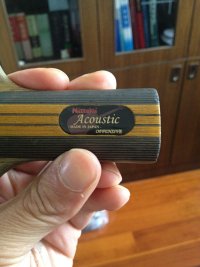 Nittaku
Acoustic
MADE IN JAPAN
OFFENSIVE